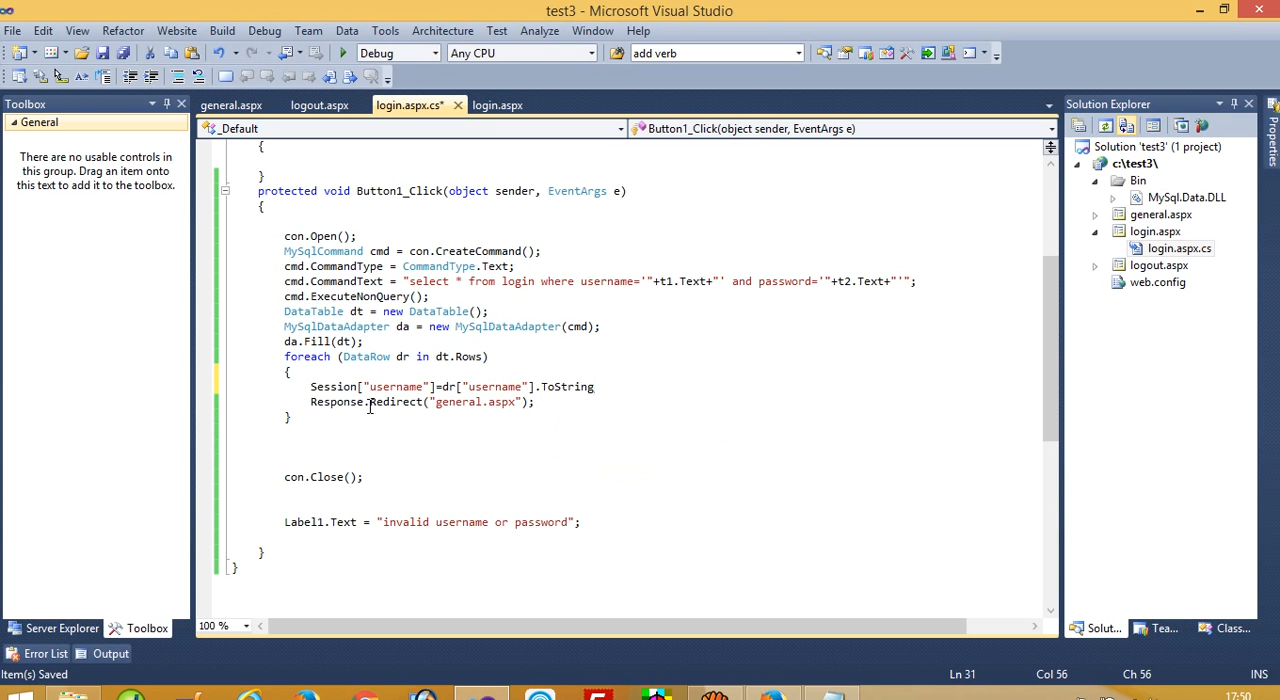 test3 - Microsoft Visual Studio
File Edit View Refactor Website Build Debug Team Data Tools Architecture Test Analyze Window Help
Debug Any CPU add verb
Toolbox
General
There are no usable controls in
this group. Drag an item onto
this text to add it to the toolbox.
Server Explorer Toolbox
general.aspx logout.aspx login.aspx.cs* login.aspx
_Default Button1_Click(object sender, EventArgs e)
{
}
protected void Button1_Click(object sender, EventArgs e)
{
con.Open();
MySqlCommand cmd = con.CreateCommand();
cmd.CommandType = CommandType.Text;
cmd.CommandText = "select * from login where username='"+t1.Text+"' and password='"+t2.Text+"'";
cmd.ExecuteNonQuery();
DataTable dt = new DataTable();
MySqlDataAdapter da = new MySqlDataAdapter(cmd);
da.Fill(dt);
foreach (DataRow dr in dt.Rows)
{
Session["username"]=dr["username"].ToString
Response.Redirect("general.aspx");
}
con.Close();
Label1.Text = "invalid username or password";
}
}
100 %
Solution Explorer
Solution 'test3' (1 project)
c:\test3\
Bin
MySql.Data.DLL
general.aspx
login.aspx
login.aspx.cs
logout.aspx
web.config
Solut... Tea... Class...
Properties
Error List Output
Item(s) Saved Ln 31 Col 56 Ch 56 INS
17:50